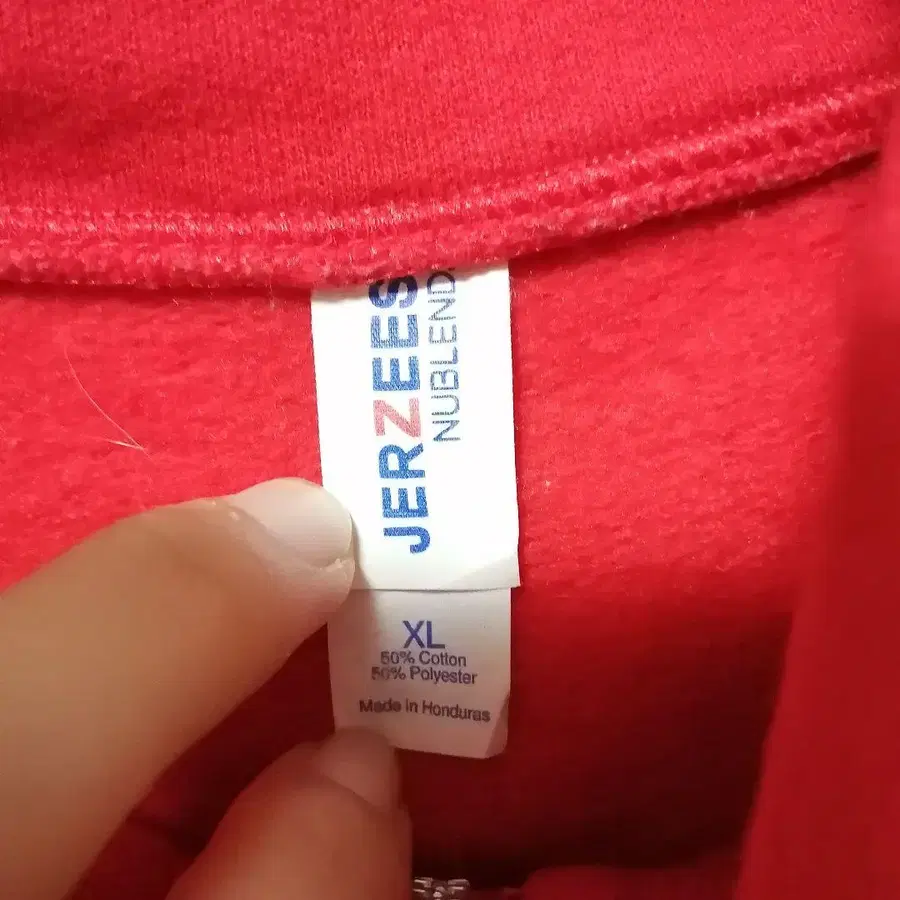 JERZEES
NUBLEND
XL
50% Cotton
50% Polyester
Made in Honduras